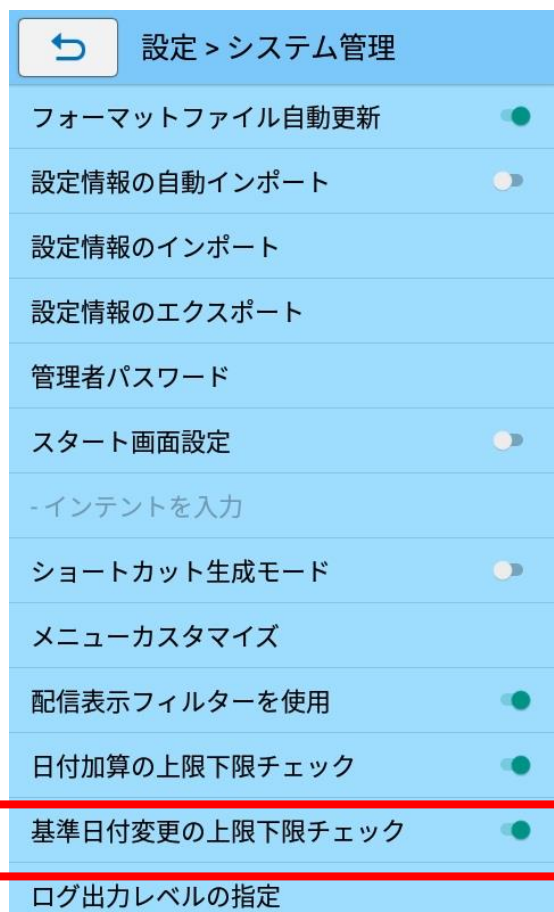 設定 > システム管理
フォーマットファイル自動更新
設定情報の自動インポート
設定情報のインポート
設定情報のエクスポート
管理者パスワード
スタート画面設定
- インテントを入力
ショートカット生成モード
メニューカスタマイズ
配信表示フィルターを使用
日付加算の上限下限チェック
基準日付変更の上限下限チェック
ログ出力レベルの指定